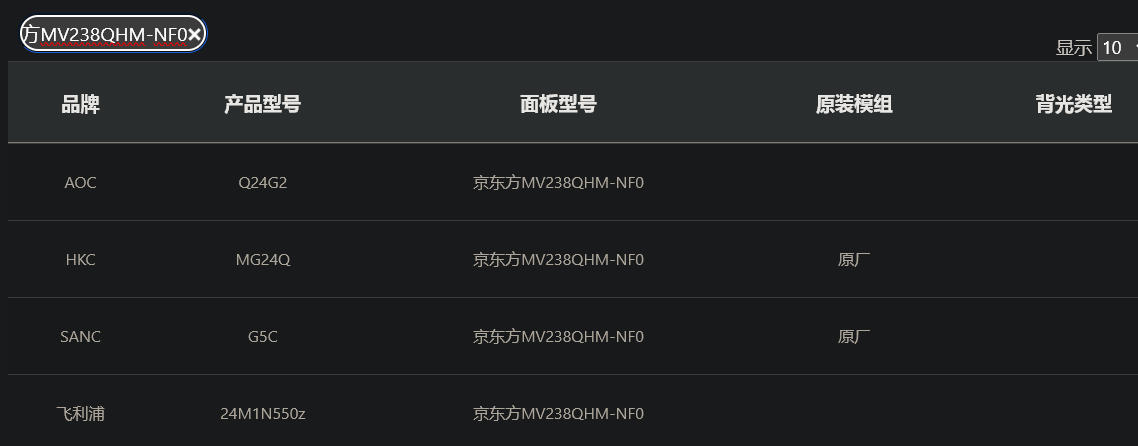 方MV238QHM-NF0×
显示 10
品牌 产品型号 面板型号 原装模组 背光类型
AOC Q24G2 京东方MV238QHM-NF0
HKC MG24Q 京东方MV238QHM-NF0 原厂
SANC G5C 京东方MV238QHM-NF0 原厂
飞利浦 24M1N550z 京东方MV238QHM-NF0